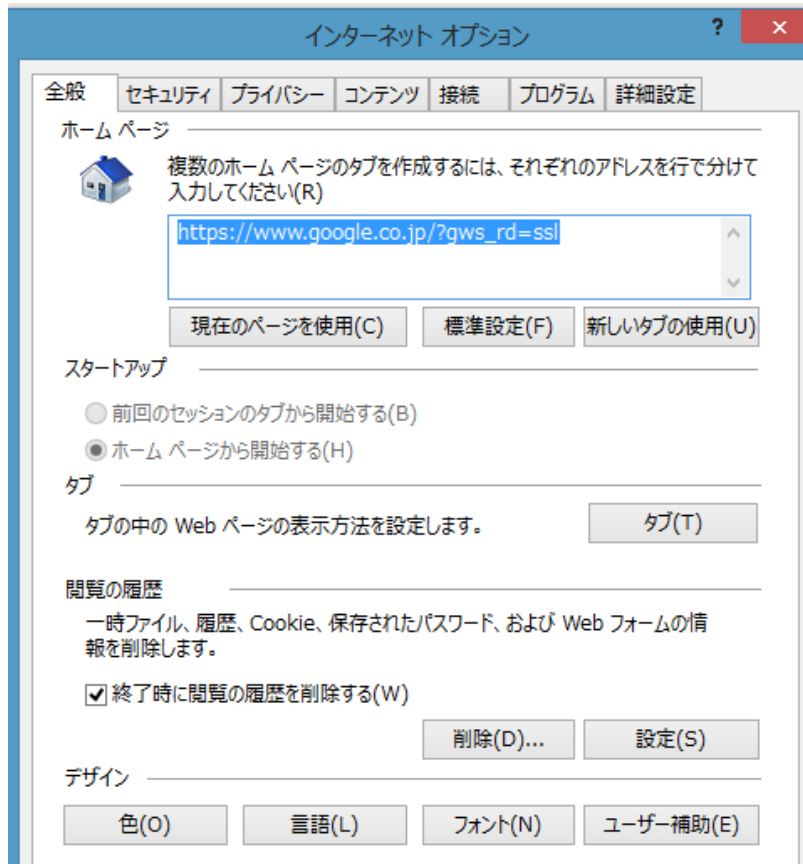 インターネット オプション
?
×
全般 セキュリティ プライバシー コンテンツ 接続 プログラム 詳細設定
ホーム ページ
複数のホーム ページのタブを作成するには、それぞれのアドレスを行で分けて
入力してください(R)
https://www.google.co.jp/?gws_rd=ssl
現在のページを使用(C) 標準設定(F) 新しいタブの使用(U)
スタートアップ
前回のセッションのタブから開始する(B)
ホーム ページから開始する(H)
タブ
タブの中の Web ページの表示方法を設定します。 タブ(T)
閲覧の履歴
一時ファイル、履歴、Cookie、保存されたパスワード、および Web フォームの情
報を削除します。
終了時に閲覧の履歴を削除する(W)
削除(D)... 設定(S)
デザイン
色(O) 言語(L) フォント(N) ユーザー補助(E)